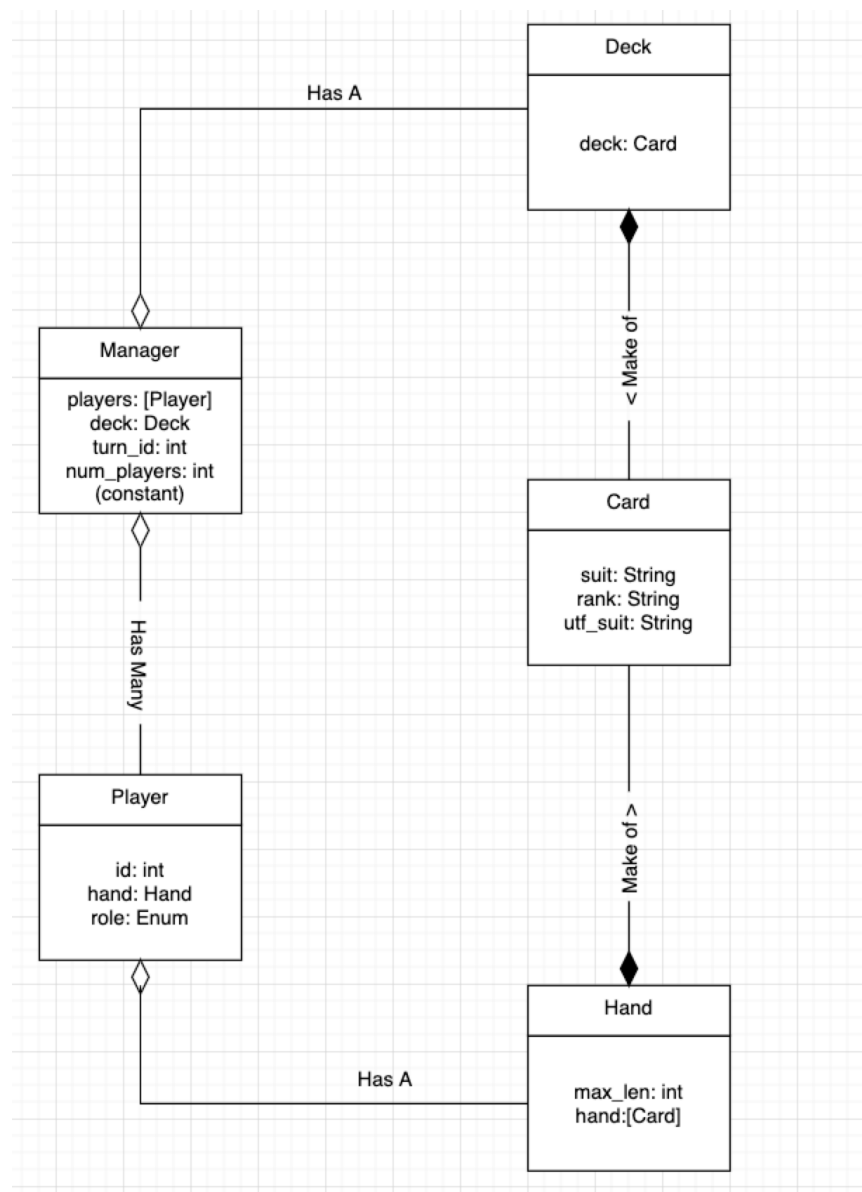 Deck
deck: Card
Has A
Manager
players: [Player]
deck: Deck
turn_id: int
num_players: int
(constant)
< Make of
Card
suit: String
rank: String
utf_suit: String
Has Many
Player
id: int
hand: Hand
role: Enum
Make of >
Hand
max_len: int
hand:[Card]
Has A